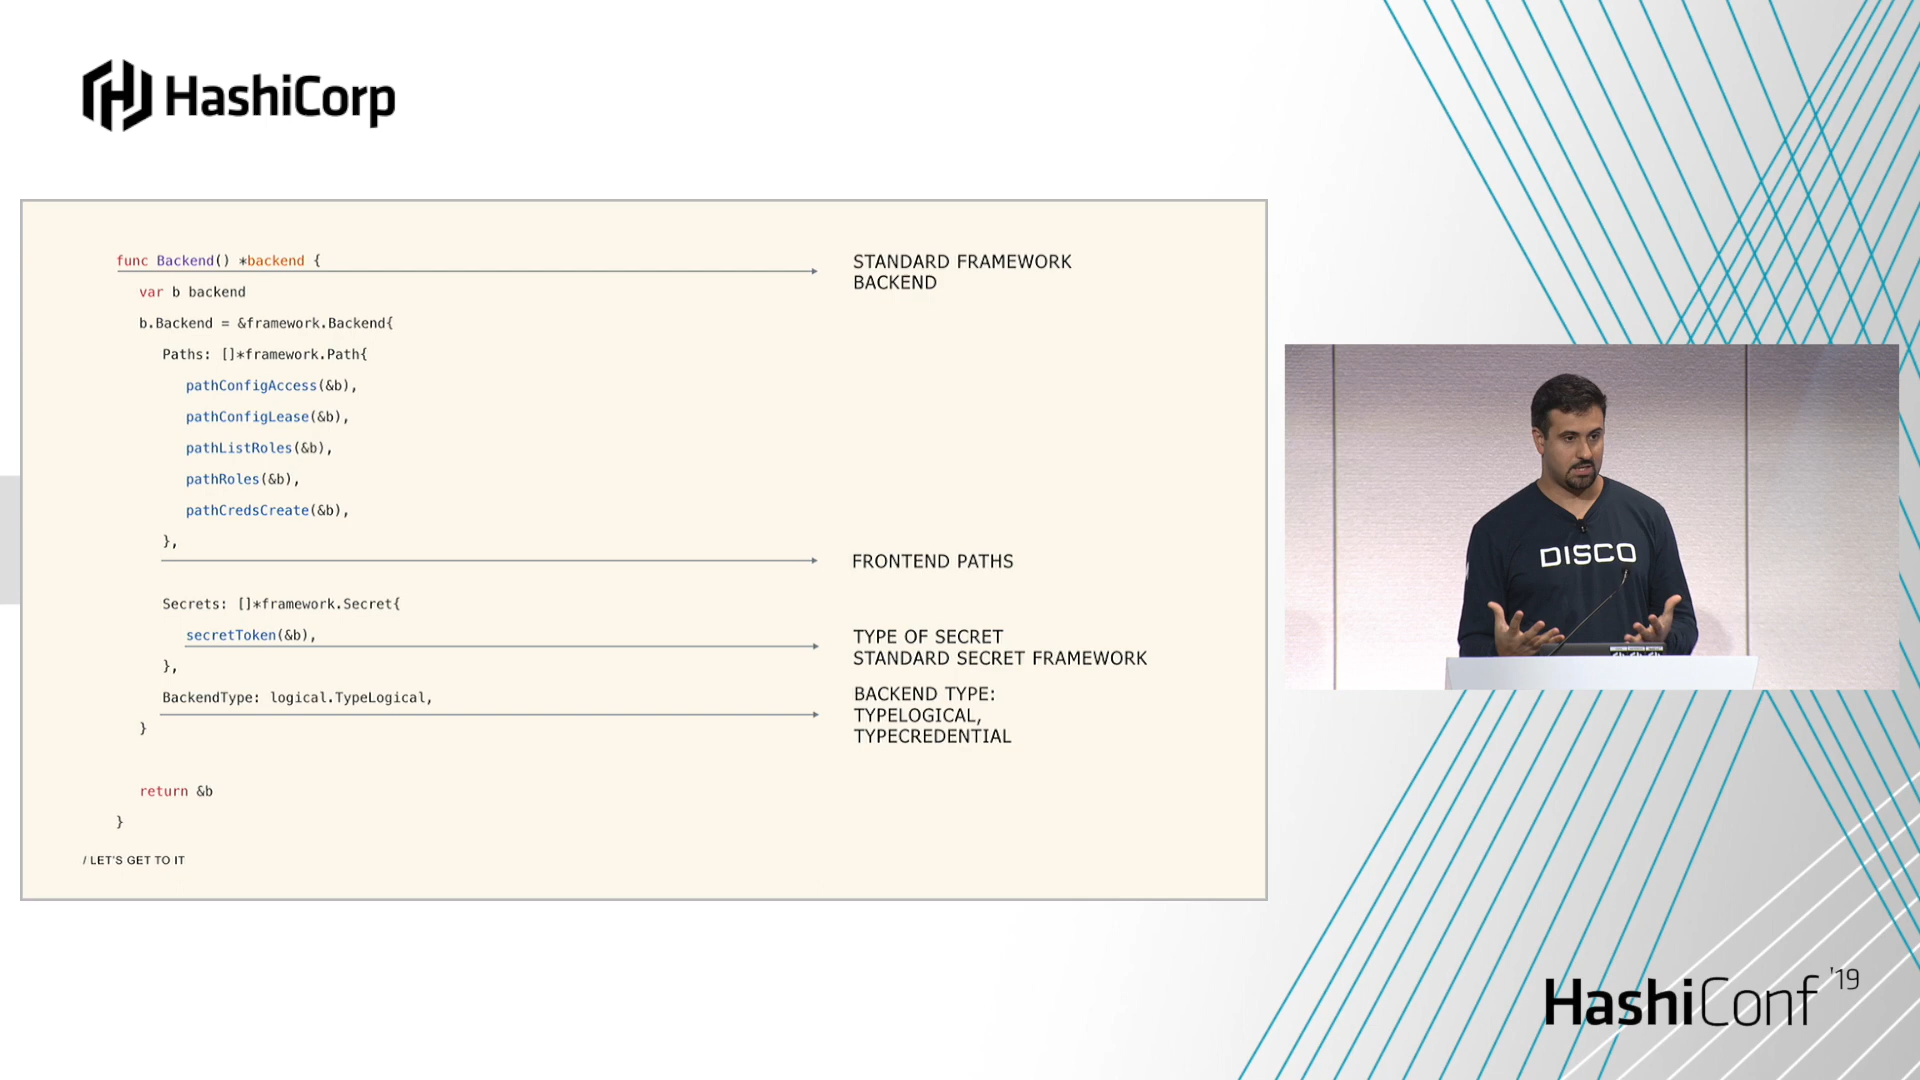 HashiCorp
func Backend() *backend {
var b backend
b.Backend = &framework.Backend{
Paths: []*framework.Path{
pathConfigAccess(&b),
pathConfigLease(&b),
pathListRoles(&b),
pathRoles(&b),
pathCredsCreate(&b),
},
Secrets: []*framework.Secret{
secretToken(&b),
},
BackendType: logical.TypeLogical,
}
return &b
}
/ LET'S GET TO IT
STANDARD FRAMEWORK
BACKEND
FRONTEND PATHS
TYPE OF SECRET
STANDARD SECRET FRAMEWORK
BACKEND TYPE:
TYPELOGICAL,
TYPECREDENTIAL
DISCO
HashiConf '19